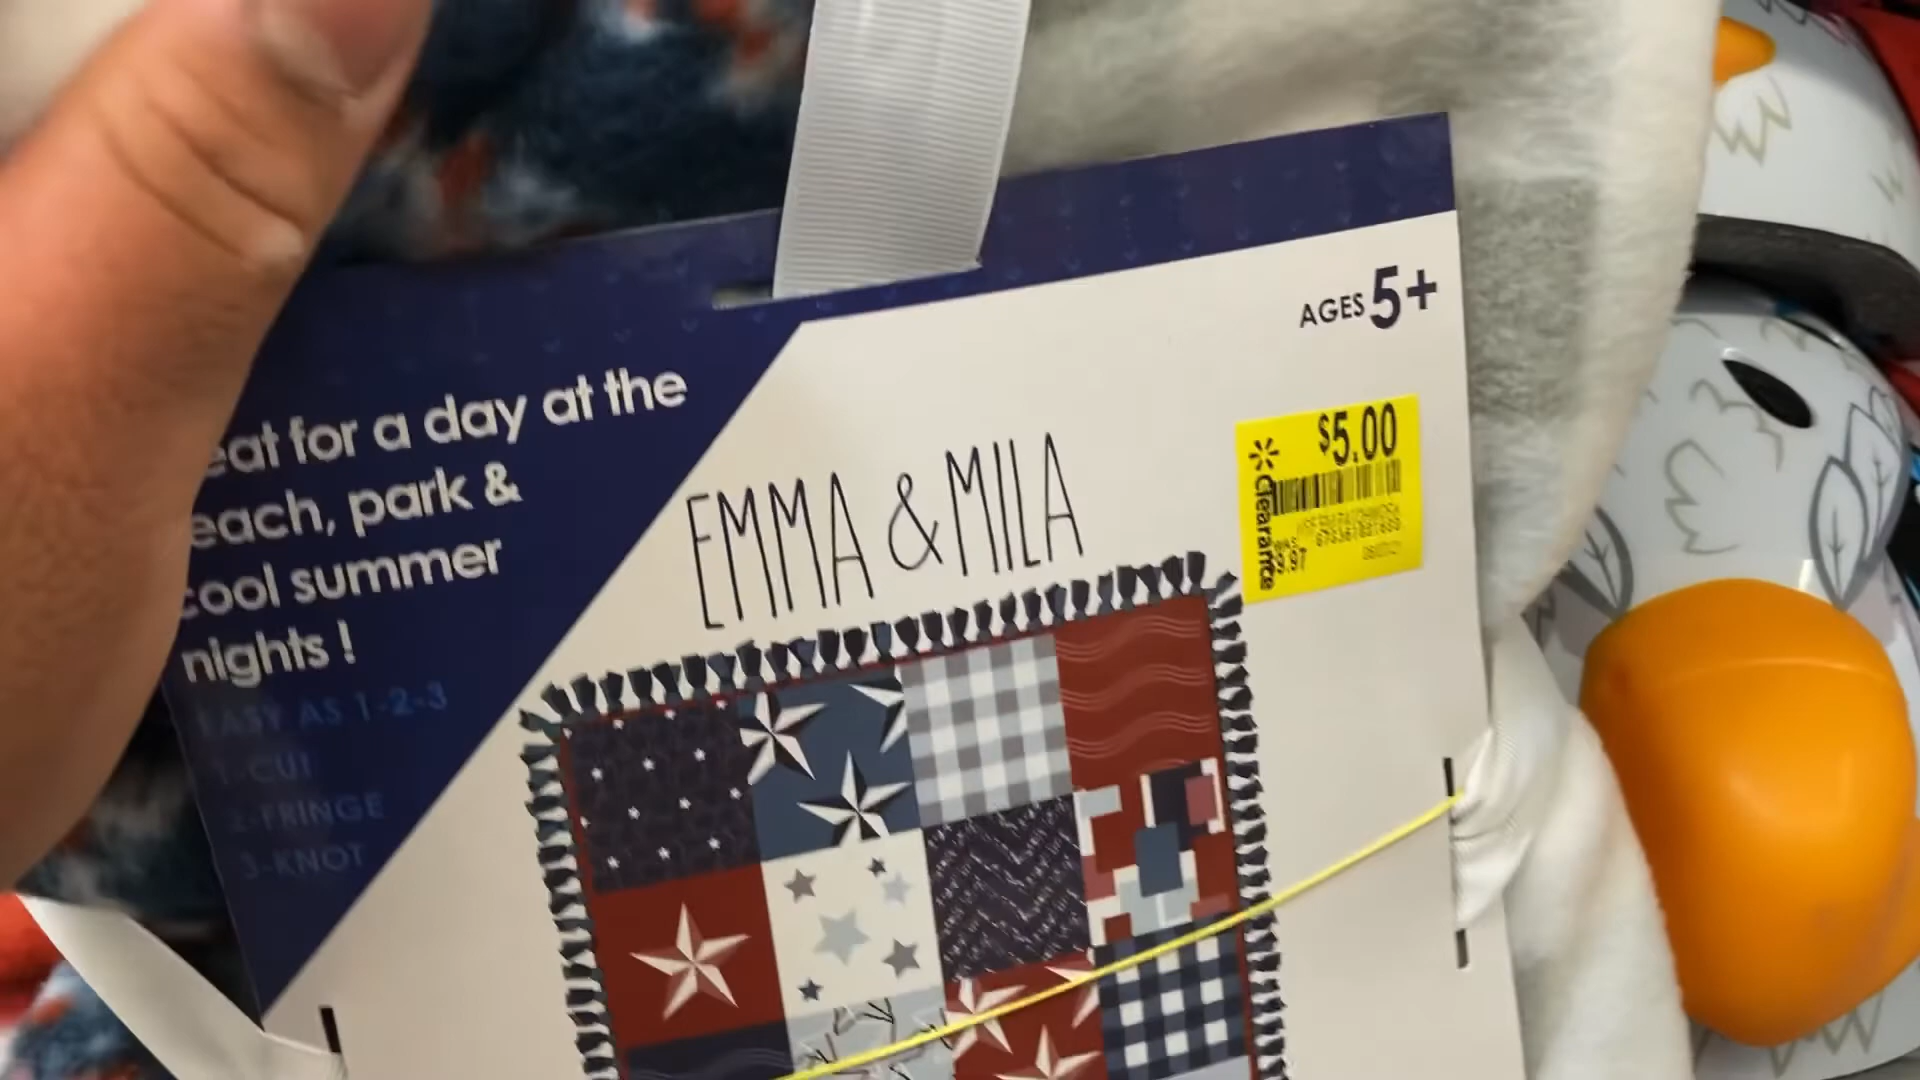 eat for a day at the
each, park &
cool summer
nights !
EASY AS 1-2-3
1-CUT
2-FRINGE
3-KNOT
AGES 5+
EMMA & MILA
$5.00
Clearance